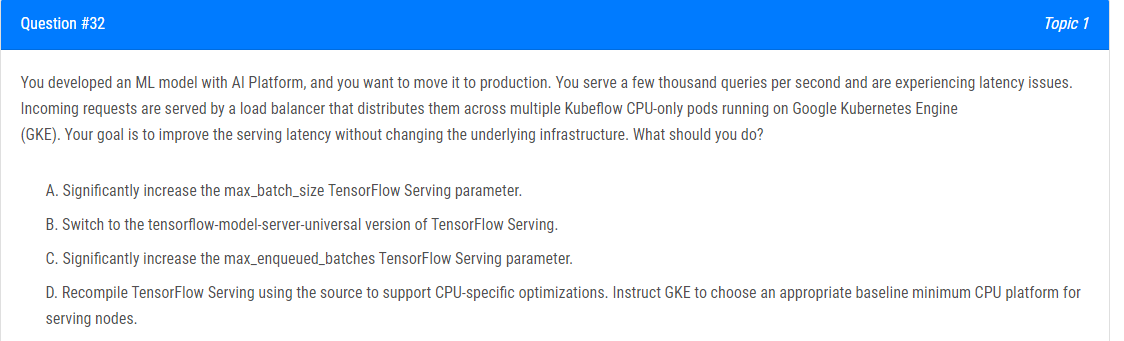 Question #32
Topic 1
You developed an ML model with AI Platform, and you want to move it to production. You serve a few thousand queries per second and are experiencing latency issues.
Incoming requests are served by a load balancer that distributes them across multiple Kubeflow CPU-only pods running on Google Kubernetes Engine
(GKE). Your goal is to improve the serving latency without changing the underlying infrastructure. What should you do?
A. Significantly increase the max_batch_size TensorFlow Serving parameter.
B. Switch to the tensorflow-model-server-universal version of TensorFlow Serving.
C. Significantly increase the max_enqueued_batches TensorFlow Serving parameter.
D. Recompile TensorFlow Serving using the source to support CPU-specific optimizations. Instruct GKE to choose an appropriate baseline minimum CPU platform for
serving nodes.